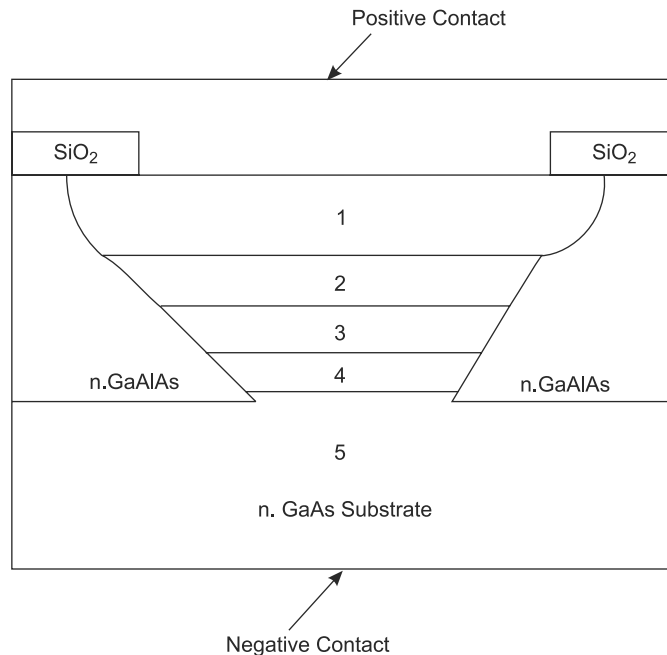 Positive Contact
SiO₂ SiO₂
1
2
3
4
n.GaAlAs n.GaAlAs
5
n. GaAs Substrate
Negative Contact